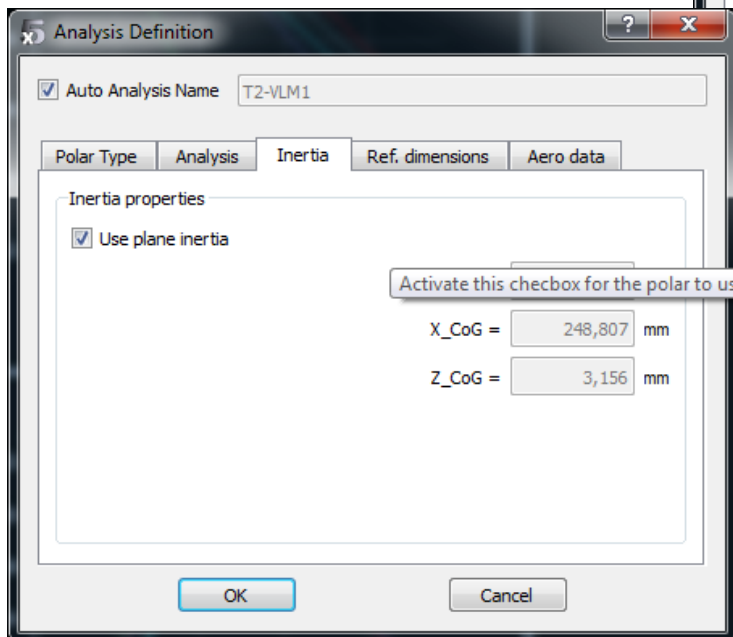 Analysis Definition
Auto Analysis Name T2-VLM1
Polar Type Analysis Inertia Ref. dimensions Aero data
Inertia properties
Use plane inertia
Activate this checbox for the polar to us
X_CoG = 248,807 mm
Z_CoG = 3,156 mm
OK Cancel